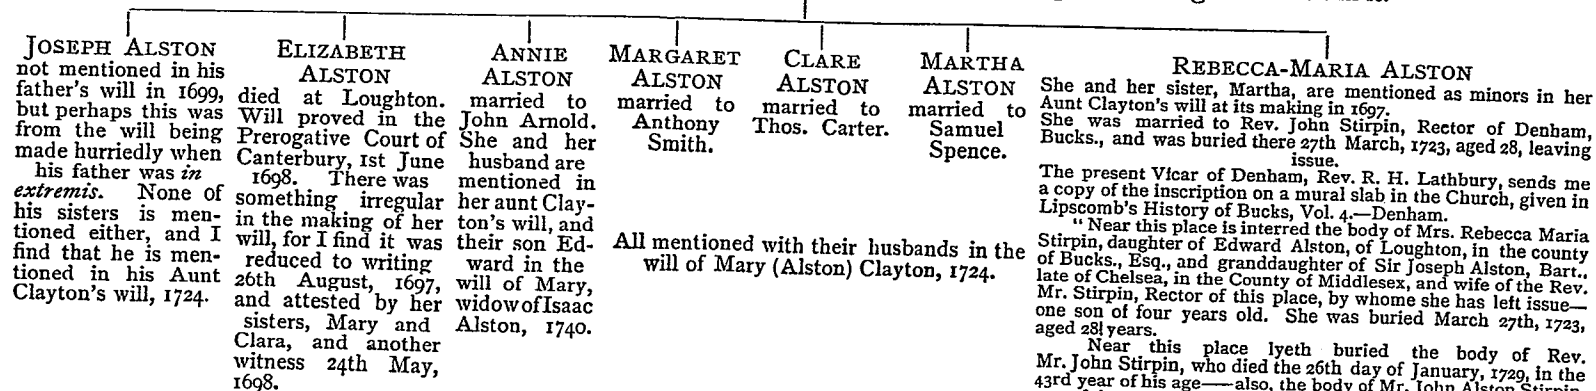 JOSEPH ALSTON
not mentioned in his
father's will in 1699,
but perhaps this was
from the will being
made hurriedly when
his father was in
extremis. None of
his sisters is men-
tioned either, and I
find that he is men-
tioned in his Aunt
Clayton's will, 1724.
ELIZABETH
ALSTON
died at Loughton.
Will proved in the
Prerogative Court of
Canterbury, 1st June
1698. There was
something irregular
in the making of her
will, for I find it was
reduced to writing
26th August, 1697,
and attested by her
sisters, Mary and
Clara, and another
witness 24th May,
1698.
ANNIE
ALSTON
married to
John Arnold.
She and her
husband are
mentioned in
her aunt Clay-
ton's will, and
their son Ed-
ward in the
will of Mary,
widow of Isaac
Alston, 1740.
MARGARET
ALSTON
married to
Anthony
Smith.
CLARE
ALSTON
married to
Thos. Carter.
MARTHA
ALSTON
married to
Samuel
Spence.
All mentioned with their husbands in the
will of Mary (Alston) Clayton, 1724.
REBECCA-MARIA ALSTON
She and her sister, Martha, are mentioned as minors in her
Aunt Clayton's will at its making in 1697.
She was married to Rev. John Stirpin, Rector of Denham,
Bucks., and was buried there 27th March, 1723, aged 28, leaving
issue.
The present Vicar of Denham, Rev. R. H. Lathbury, sends me
a copy of the inscription on a mural slab in the Church, given in
Lipscomb's History of Bucks, Vol. 4.—Denham.
"Near this place is interred the body of Mrs. Rebecca Maria
Stirpin, daughter of Edward Alston, of Loughton, in the county
of Bucks., Esq., and granddaughter of Sir Joseph Alston, Bart.,
late of Chelsea, in the County of Middlesex, and wife of the Rev.
Mr. Stirpin, Rector of this place, by whome she has left issue—
one son of four years old. She was buried March 27th, 1723,
aged 28 years.
Near this place lyeth buried the body of Rev.
Mr. John Stirpin, who died the 26th day of January, 1729, in the
43rd year of his age—also, the body of Mr. John Alston Stirpin